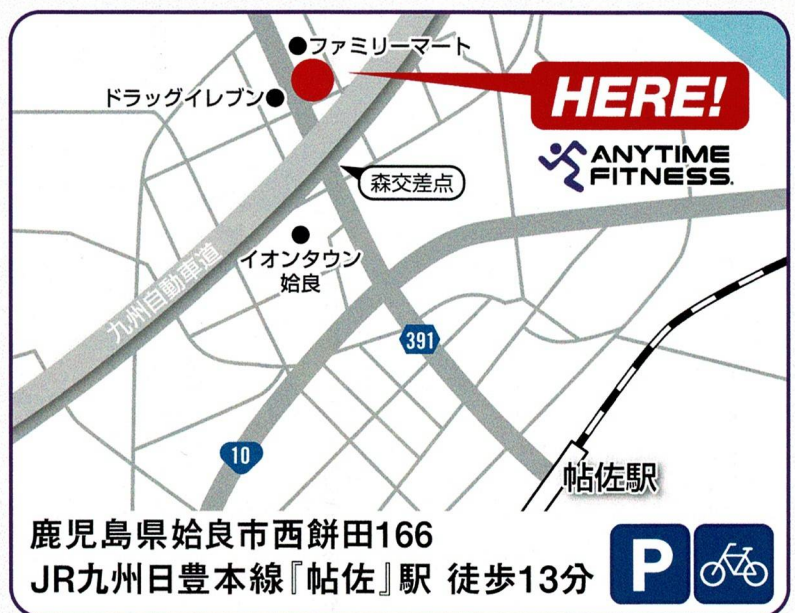 ファミリーマート
ドラッグイレブン
HERE!
ANYTIME
FITNESS.
森交差点
イオンタウン
姶良
九州自動車道
391
10
帖佐駅
鹿児島県姶良市西餅田166
JR九州日豊本線『帖佐』駅 徒歩13分
P